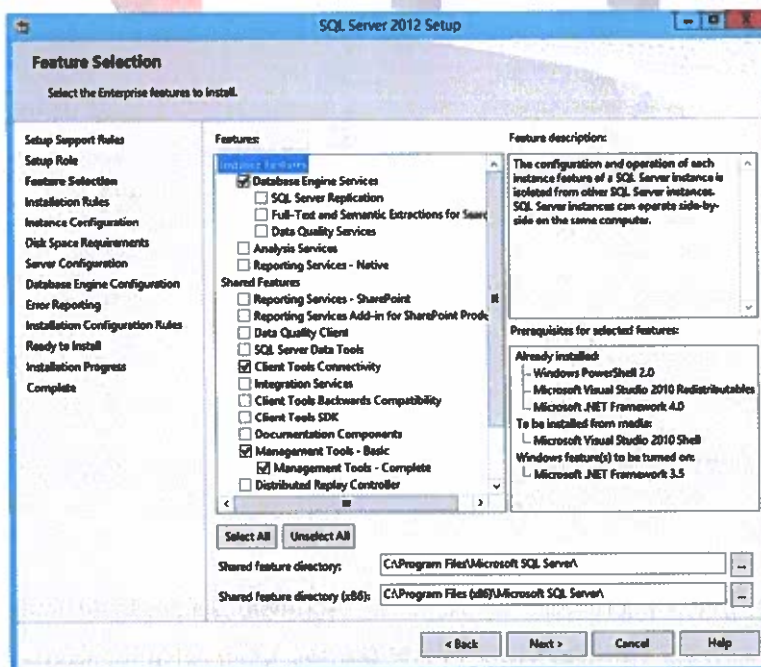 SQL Server 2012 Setup
Feature Selection
Select the Enterprise features to install.
Setup Support Rules
Setup Role
Feature Selection
Installation Rules
Instance Configuration
Disk Space Requirements
Server Configuration
Database Engine Configuration
Error Reporting
Installation Configuration Rules
Ready to Install
Installation Progress
Complete
Features:
Instance Features
Database Engine Services
SQL Server Replication
Full-Text and Semantic Extractions for Searc
Data Quality Services
Analysis Services
Reporting Services - Native
Shared Features
Reporting Services - SharePoint
Reporting Services Add-in for SharePoint Produ
Data Quality Client
SQL Server Data Tools
Client Tools Connectivity
Integration Services
Client Tools Backwards Compatibility
Client Tools SDK
Documentation Components
Management Tools - Basic
Management Tools - Complete
Distributed Replay Controller
Select All
Unselect All
Feature description:
The configuration and operation of each
instance feature of a SQL Server instance is
isolated from other SQL Server instances.
SQL Server instances can operate side-by-
side on the same computer.
Prerequisites for selected features:
Already installed:
Windows PowerShell 2.0
Microsoft Visual Studio 2010 Redistributables
Microsoft .NET Framework 4.0
To be installed from media:
Microsoft Visual Studio 2010 Shell
Windows feature(s) to be turned on:
Microsoft .NET Framework 3.5
Shared feature directory:
C:\Program Files\Microsoft SQL Server\
...
Shared feature directory (x86):
C:\Program Files (x86)\Microsoft SQL Server\
...
< Back
Next >
Cancel
Help